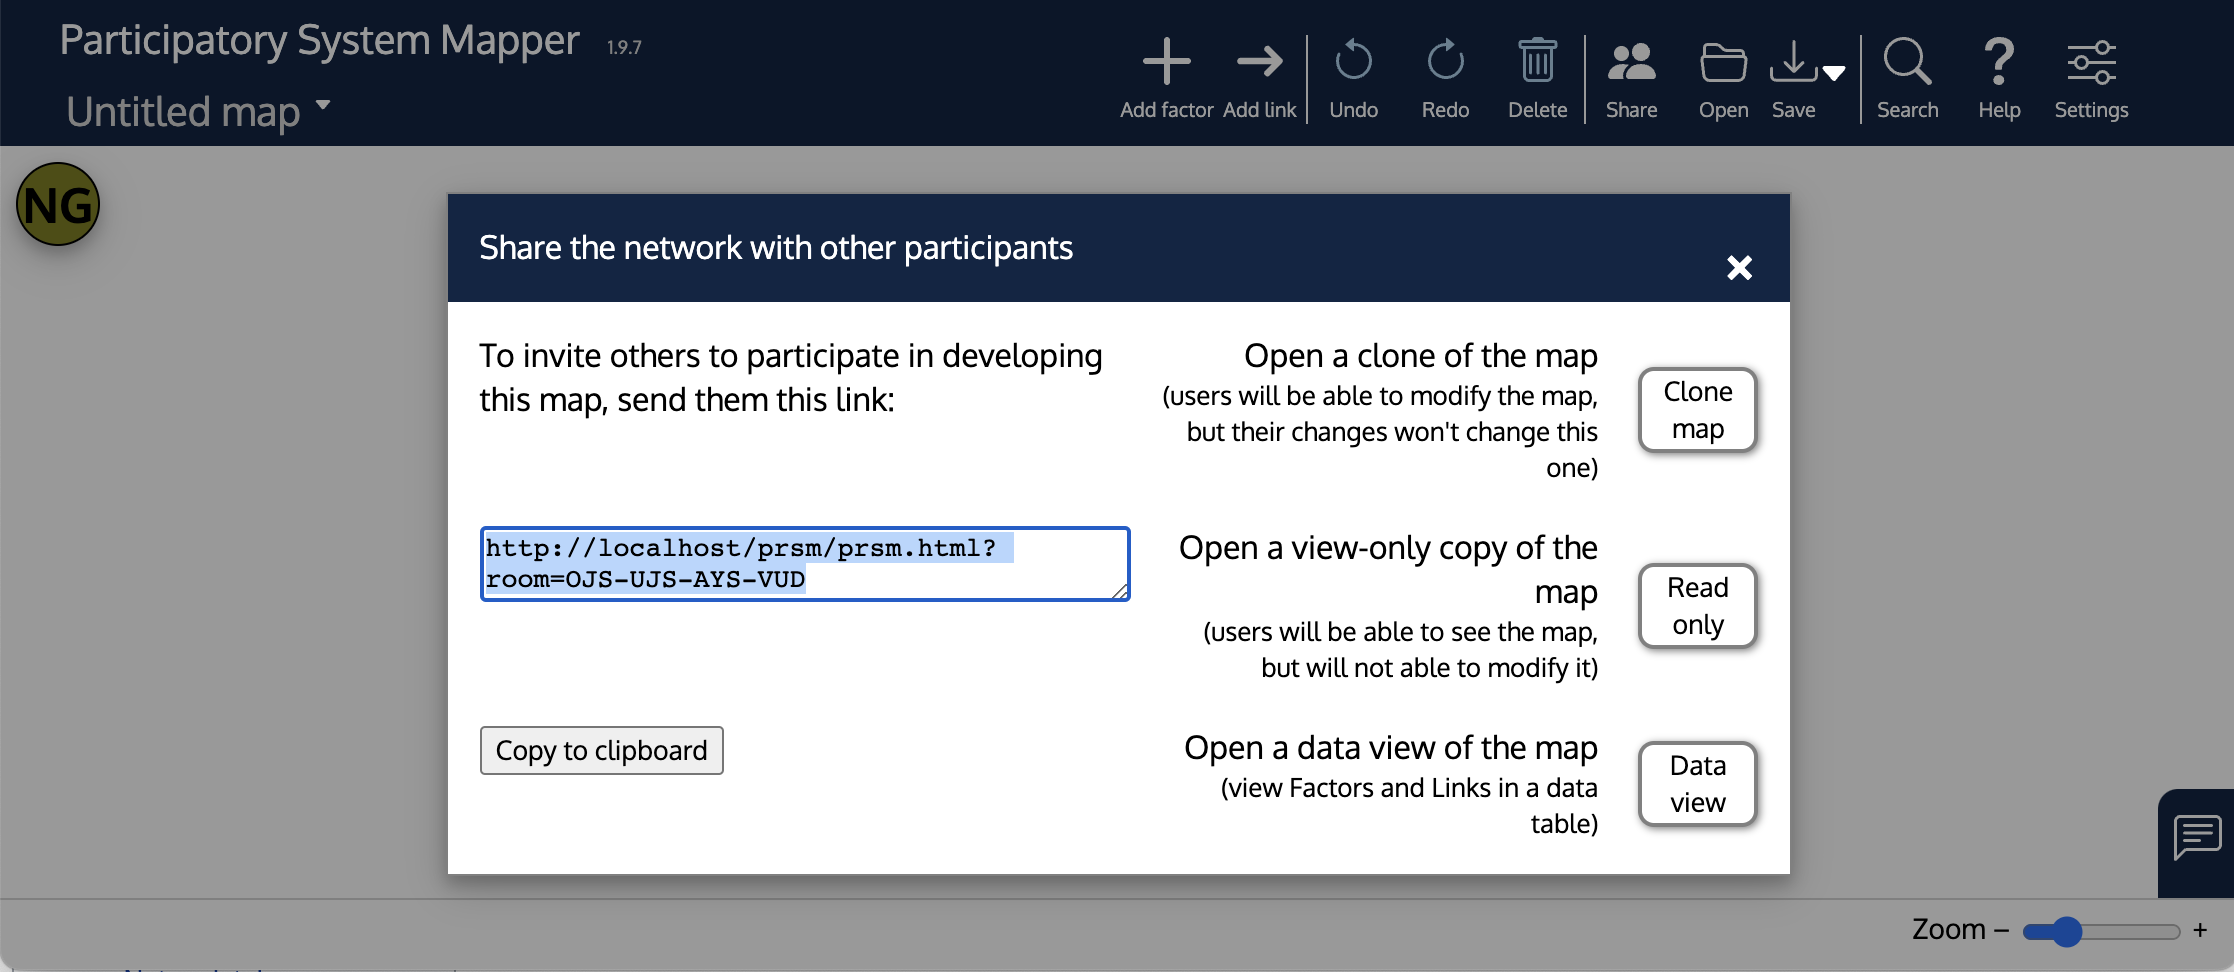 Participatory System Mapper 1.9.7
Untitled map
Add factor Add link Undo Redo Delete Share Open Save Search Help Settings
NG
Share the network with other participants
To invite others to participate in developing
this map, send them this link:
http://localhost/prsm/prsm.html?
room=OJS-UJS-AYS-VUD
Copy to clipboard
Open a clone of the map
(users will be able to modify the map,
but their changes won't change this
one)
Clone
map
Open a view-only copy of the
map
(users will be able to see the map,
but will not able to modify it)
Read
only
Open a data view of the map
(view Factors and Links in a data
table)
Data
view
Zoom − +